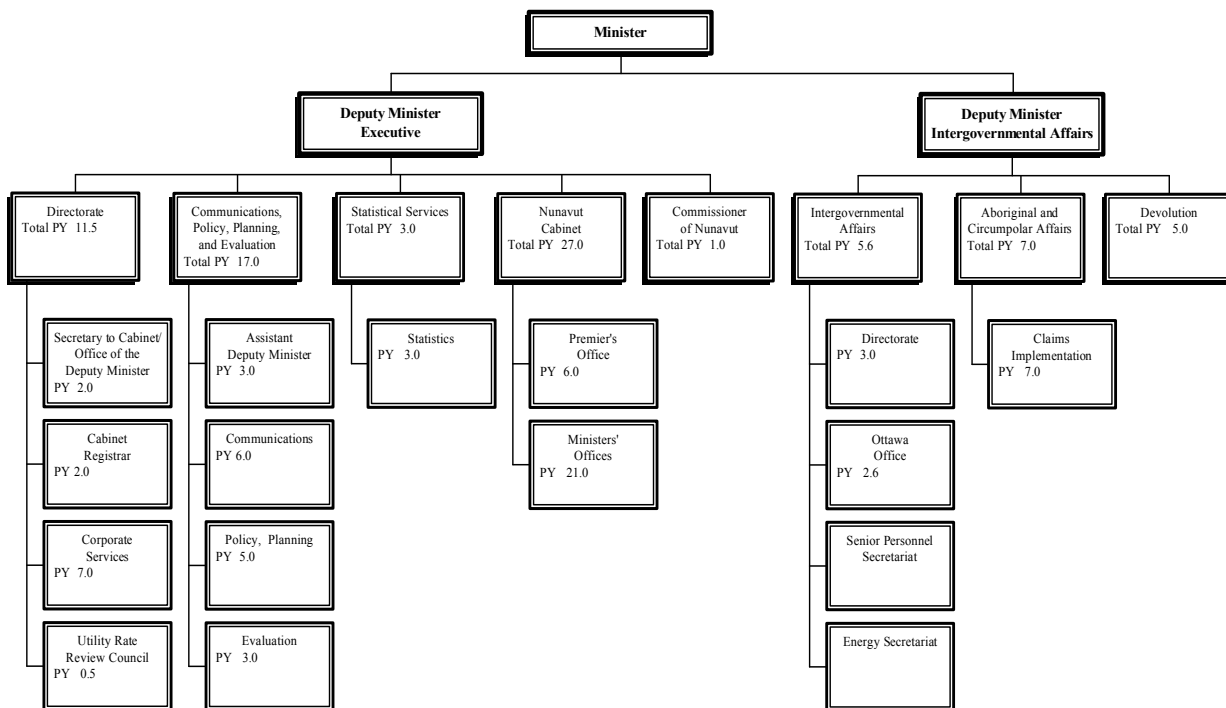 Minister
Deputy Minister
Executive
Deputy Minister
Intergovernmental Affairs
Directorate
Total PY 11.5
Communications,
Policy, Planning,
and Evaluation
Total PY 17.0
Statistical Services
Total PY 3.0
Nunavut
Cabinet
Total PY 27.0
Commissioner
of Nunavut
Total PY 1.0
Intergovernmental
Affairs
Total PY 5.6
Aboriginal and
Circumpolar Affairs
Total PY 7.0
Devolution
Total PY 5.0
Secretary to Cabinet/
Office of the
Deputy Minister
PY 2.0
Assistant
Deputy Minister
PY 3.0
Statistics
PY 3.0
Premier's
Office
PY 6.0
Directorate
PY 3.0
Claims
Implementation
PY 7.0
Cabinet
Registrar
PY 2.0
Communications
PY 6.0
Ministers'
Offices
PY 21.0
Ottawa
Office
PY 2.6
Corporate
Services
PY 7.0
Policy, Planning
PY 5.0
Senior Personnel
Secretariat
Utility Rate
Review Council
PY 0.5
Evaluation
PY 3.0
Energy Secretariat